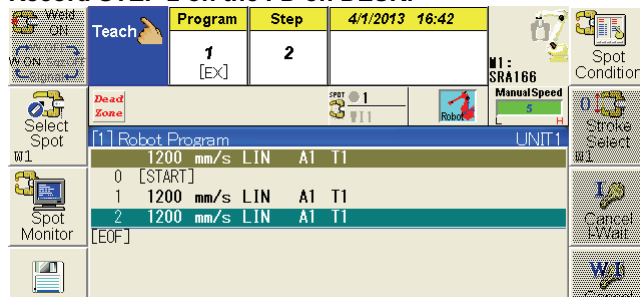 Weld
ON
Teach
Program
1
[EX]
Step
2
4/1/2013 16:42
M1:
SRA166
Spot
Condition
Select
Spot
W1
Dead
Zone
SPOT 1
Robot
Manual Speed
5
L H
Stroke
Select
W1
[1] Robot Program UNIT1
1200 mm/s LIN A1 T1
0 [START]
1 1200 mm/s LIN A1 T1
2 1200 mm/s LIN A1 T1
[EOF]
Spot
Monitor
Cancel
I-Wait